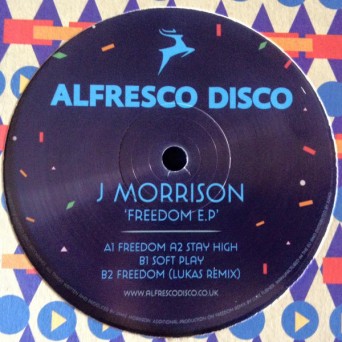 ALFRESCO DISCO
J MORRISON
'FREEDOM E.P'
A1 FREEDOM A2 STAY HIGH
B1 SOFT PLAY
B2 FREEDOM (LUKAS RÈMIX)
WWW.ALFRESCODISCO.CO.UK